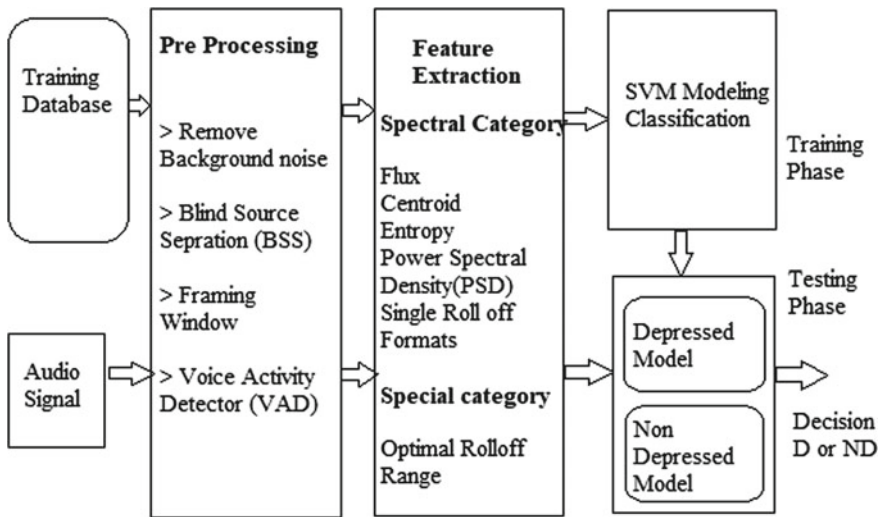 Training
Database
Audio
Signal
Pre Processing
> Remove
Background noise
> Blind Source
Sepration (BSS)
> Framing
Window
> Voice Activity
Detector (VAD)
Feature
Extraction
Spectral Category
Flux
Centroid
Entropy
Power Spectral
Density(PSD)
Single Roll off
Formats
Special category
Optimal Rolloff
Range
SVM Modeling
Classification
Training
Phase
Testing
Phase
Depressed
Model
Non
Depressed
Model
Decision
D or ND